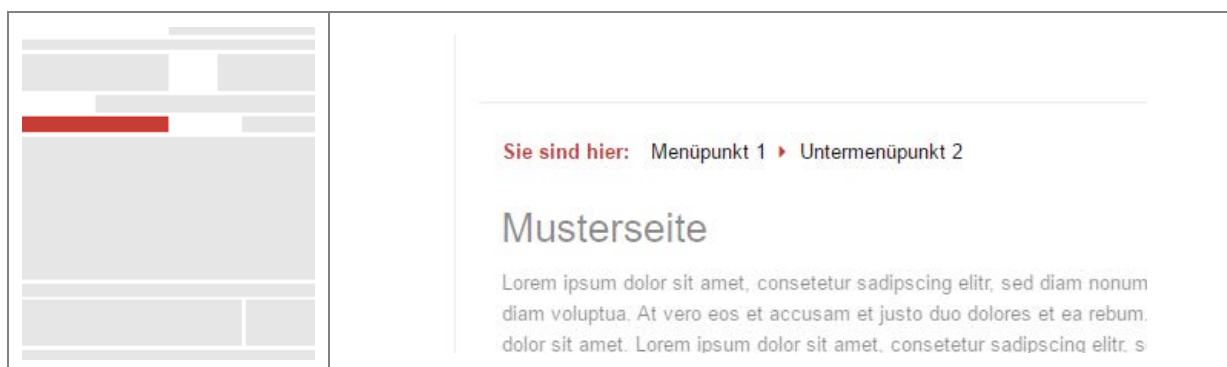 Sie sind hier: Menüpunkt 1 Untermenüpunkt 2
Musterseite
Lorem ipsum dolor sit amet, consetetur sadipscing elitr, sed diam nonum
diam voluptua. At vero eos et accusam et justo duo dolores et ea rebum.
dolor sit amet. Lorem ipsum dolor sit amet, consetetur sadipscing elitr, s